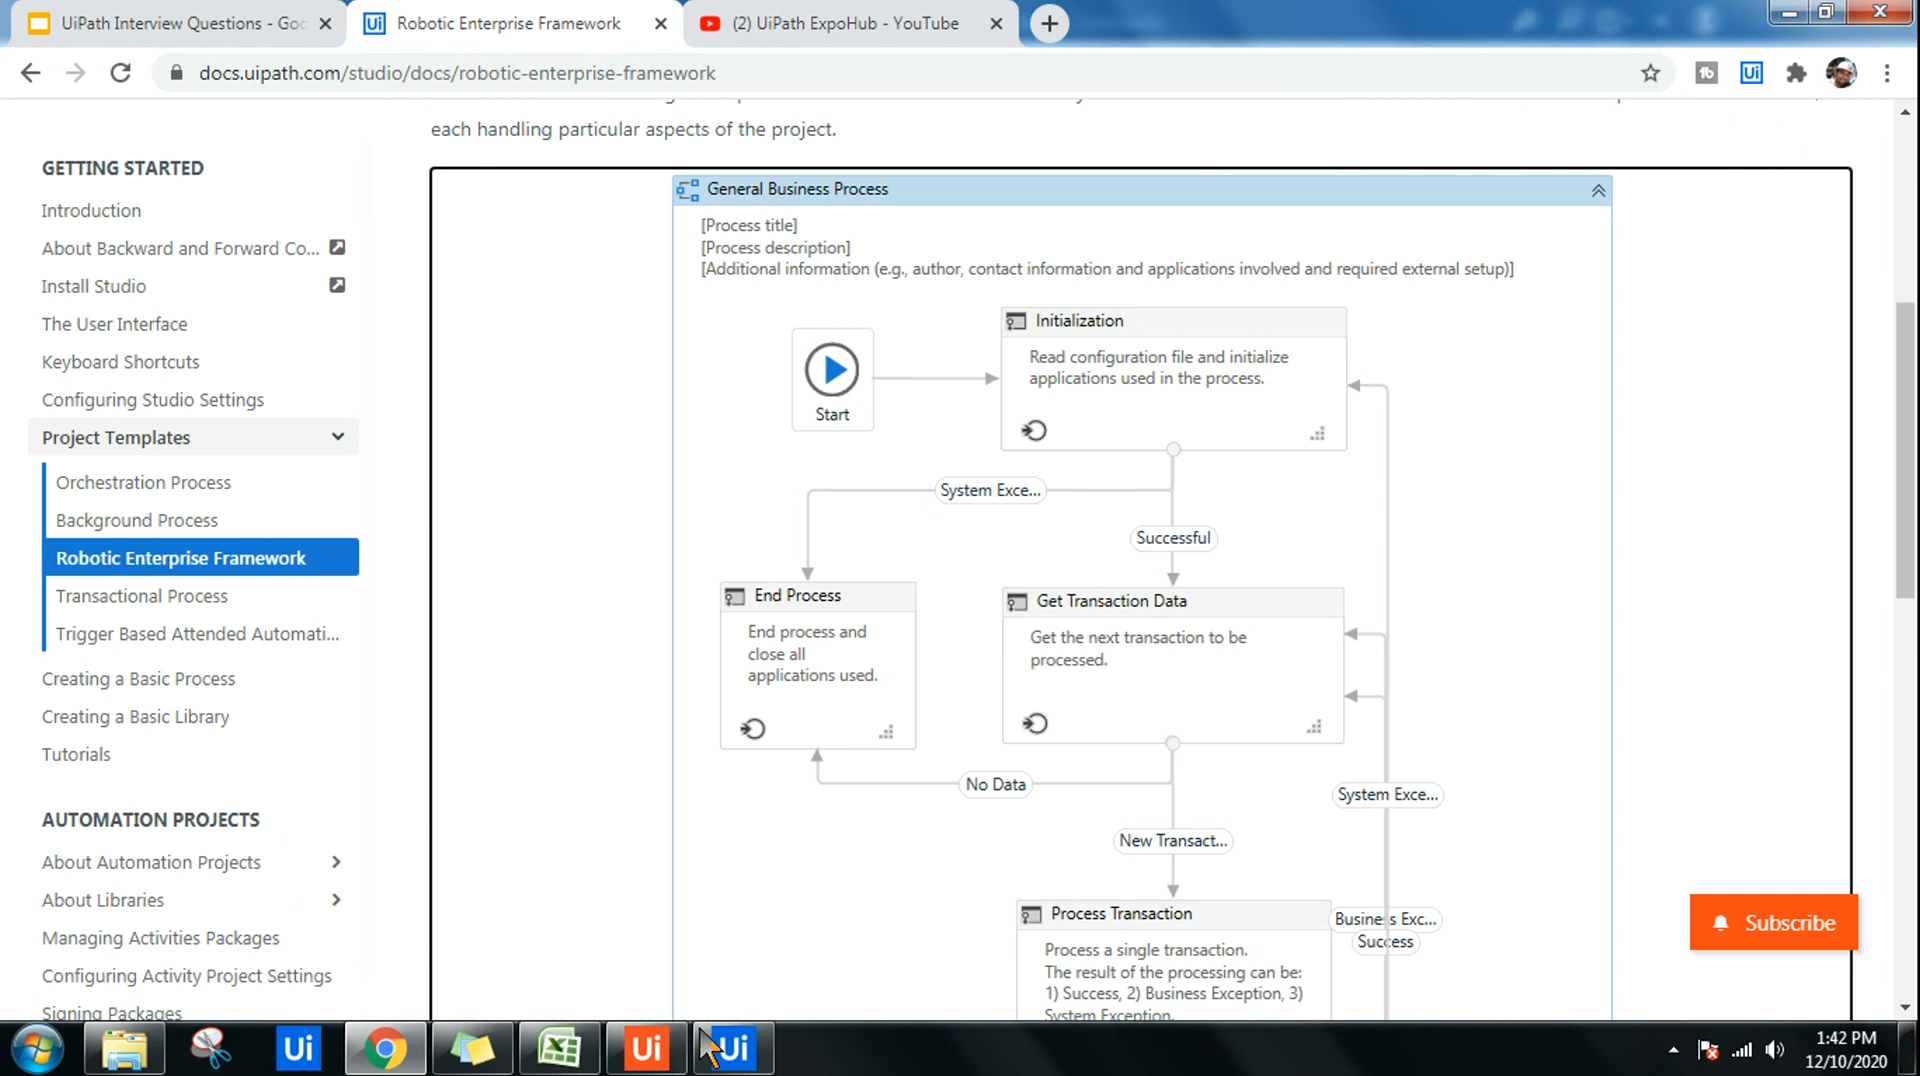 UiPath Interview Questions - Goo
Robotic Enterprise Framework
(2) UiPath ExpoHub - YouTube
docs.uipath.com/studio/docs/robotic-enterprise-framework
each handling particular aspects of the project.
GETTING STARTED
Introduction
About Backward and Forward Co...
Install Studio
The User Interface
Keyboard Shortcuts
Configuring Studio Settings
Project Templates
Orchestration Process
Background Process
Robotic Enterprise Framework
Transactional Process
Trigger Based Attended Automati...
Creating a Basic Process
Creating a Basic Library
Tutorials
AUTOMATION PROJECTS
About Automation Projects
About Libraries
Managing Activities Packages
Configuring Activity Project Settings
Signing Packages
General Business Process
[Process title]
[Process description]
[Additional information (e.g., author, contact information and applications involved and required external setup)]
Start
Initialization
Read configuration file and initialize
applications used in the process.
System Exce...
Successful
End Process
End process and
close all
applications used.
Get Transaction Data
Get the next transaction to be
processed.
No Data
System Exce...
New Transact...
Process Transaction
Process a single transaction.
The result of the processing can be:
1) Success, 2) Business Exception, 3)
System Exception.
Business Exc...
Success
Subscribe
Ui
Ui
Ui
1:42 PM
12/10/2020